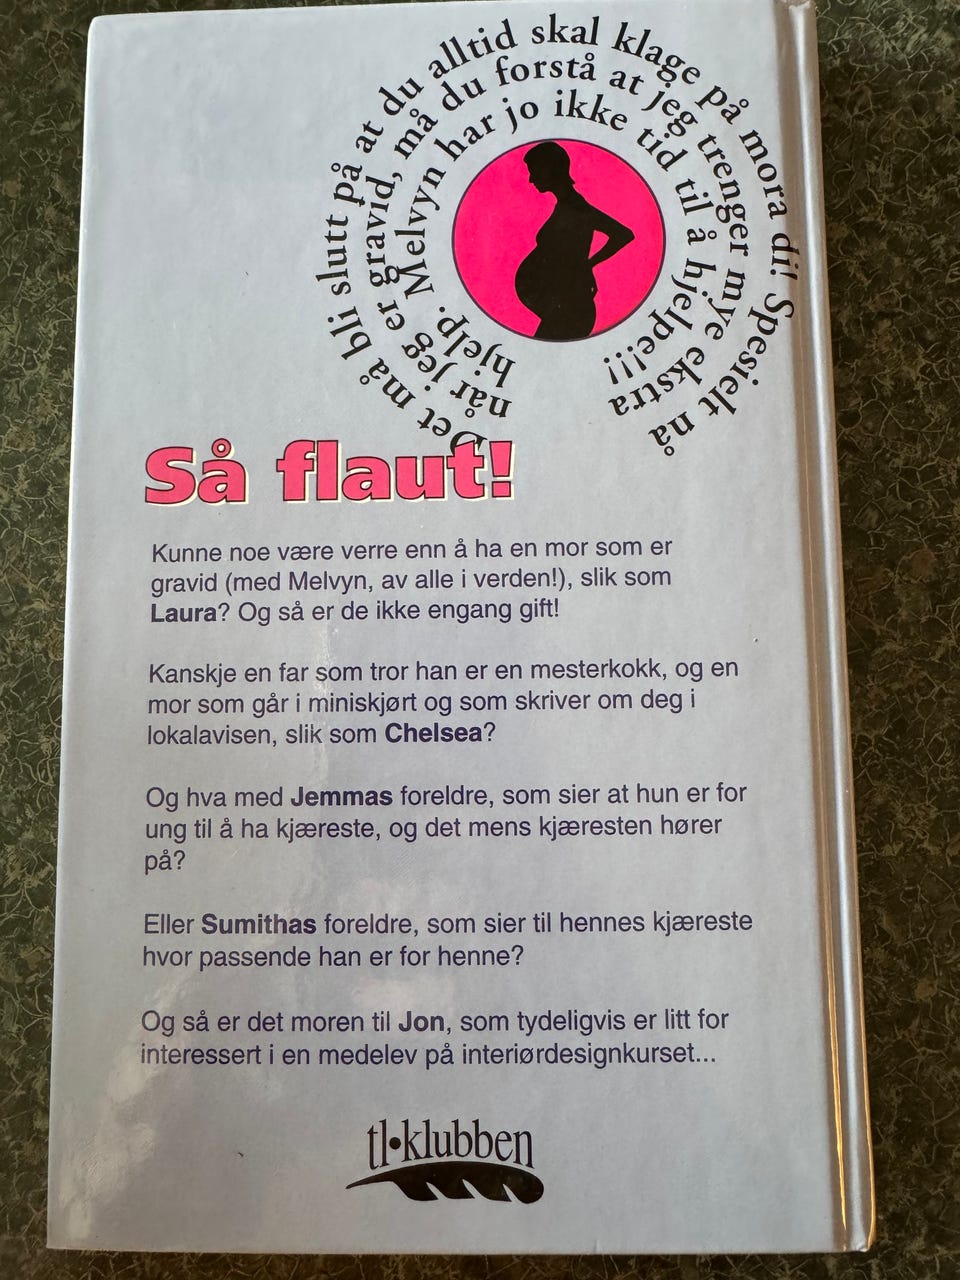 Det må bli slutt på at du alltid skal klage på mora di! Spesielt nå
når jeg er gravid, må du forstå at jeg trenger mye ekstra
hjelp. Melvyn har jo ikke tid til å hjelpe!!!
Så flaut!
Kunne noe være verre enn å ha en mor som er
gravid (med Melvyn, av alle i verden!), slik som
Laura? Og så er de ikke engang gift!
Kanskje en far som tror han er en mesterkokk, og en
mor som går i miniskjørt og som skriver om deg i
lokalavisen, slik som Chelsea?
Og hva med Jemmas foreldre, som sier at hun er for
ung til å ha kjæreste, og det mens kjæresten hører
på?
Eller Sumithas foreldre, som sier til hennes kjæreste
hvor passende han er for henne?
Og så er det moren til Jon, som tydeligvis er litt for
interessert i en medelev på interiørdesignkurset...
tl•klubben